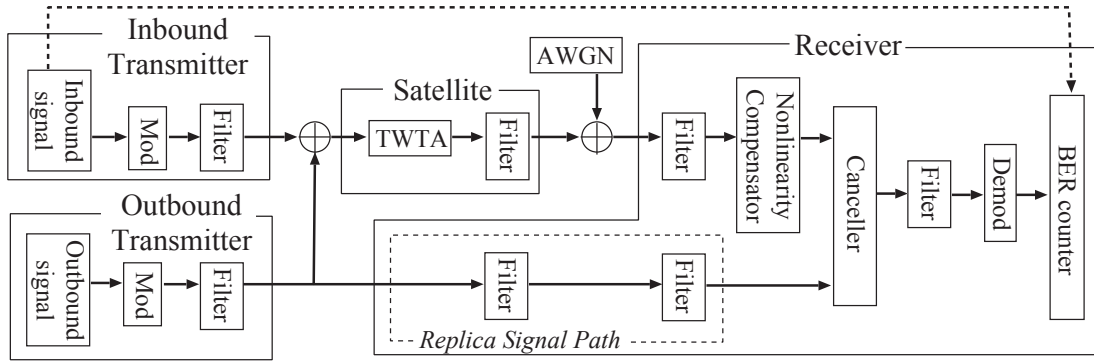 Inbound
Transmitter
Inbound
signal
Mod
Filter
Satellite
TWTA
Filter
AWGN
Receiver
Filter
Nonlinearity
Compensator
Canceller
Filter
Demod
BER counter
Outbound
Transmitter
Outbound
signal
Mod
Filter
Filter
Filter
Replica Signal Path